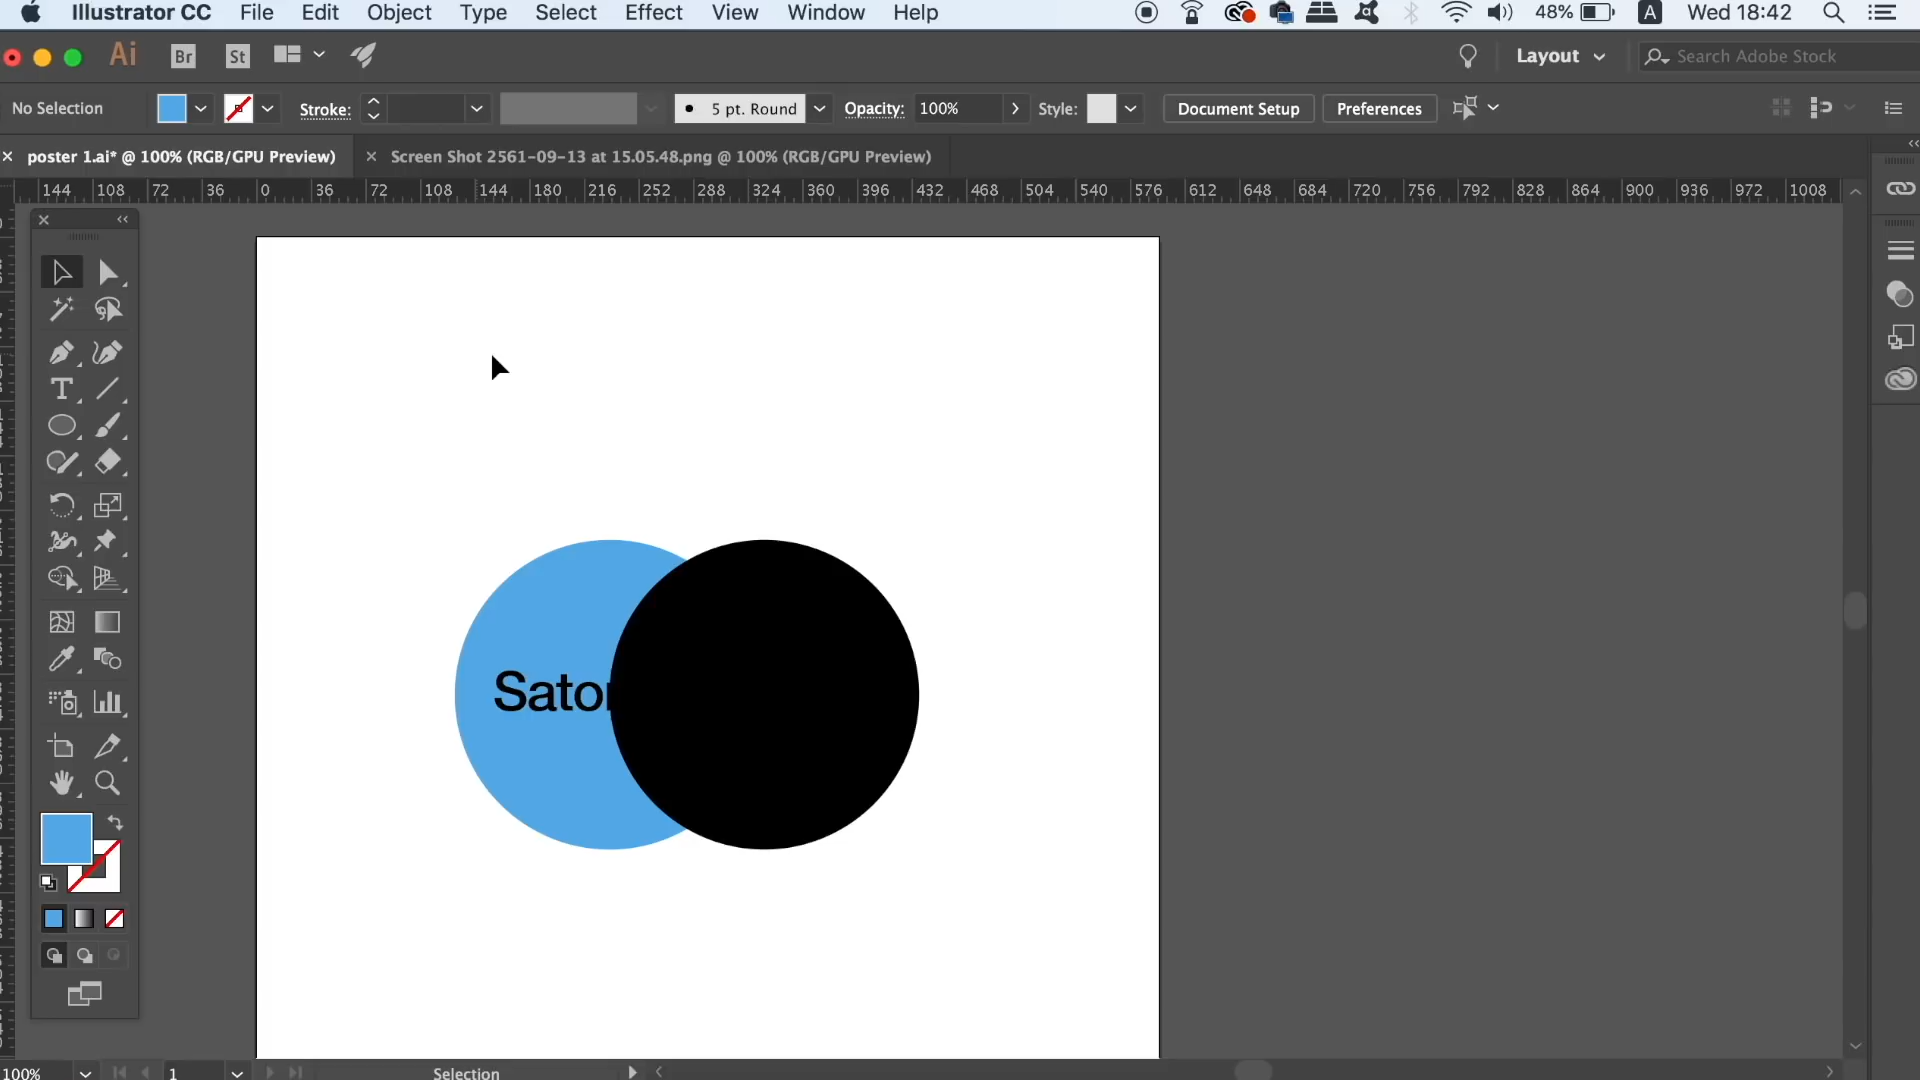 Illustrator CC File Edit Object Type Select Effect View Window Help 48% A Wed 18:42
Ai Br St Layout Search Adobe Stock
No Selection Stroke: 5 pt. Round Opacity: 100% Style: Document Setup Preferences
poster 1.ai* @ 100% (RGB/GPU Preview) Screen Shot 2561-09-13 at 15.05.48.png @ 100% (RGB/GPU Preview)
144 108 72 36 0 36 72 108 144 180 216 252 288 324 360 396 432 468 504 540 576 612 648 684 720 756 792 828 864 900 936 972 1008
Sator
100% 1 Selection